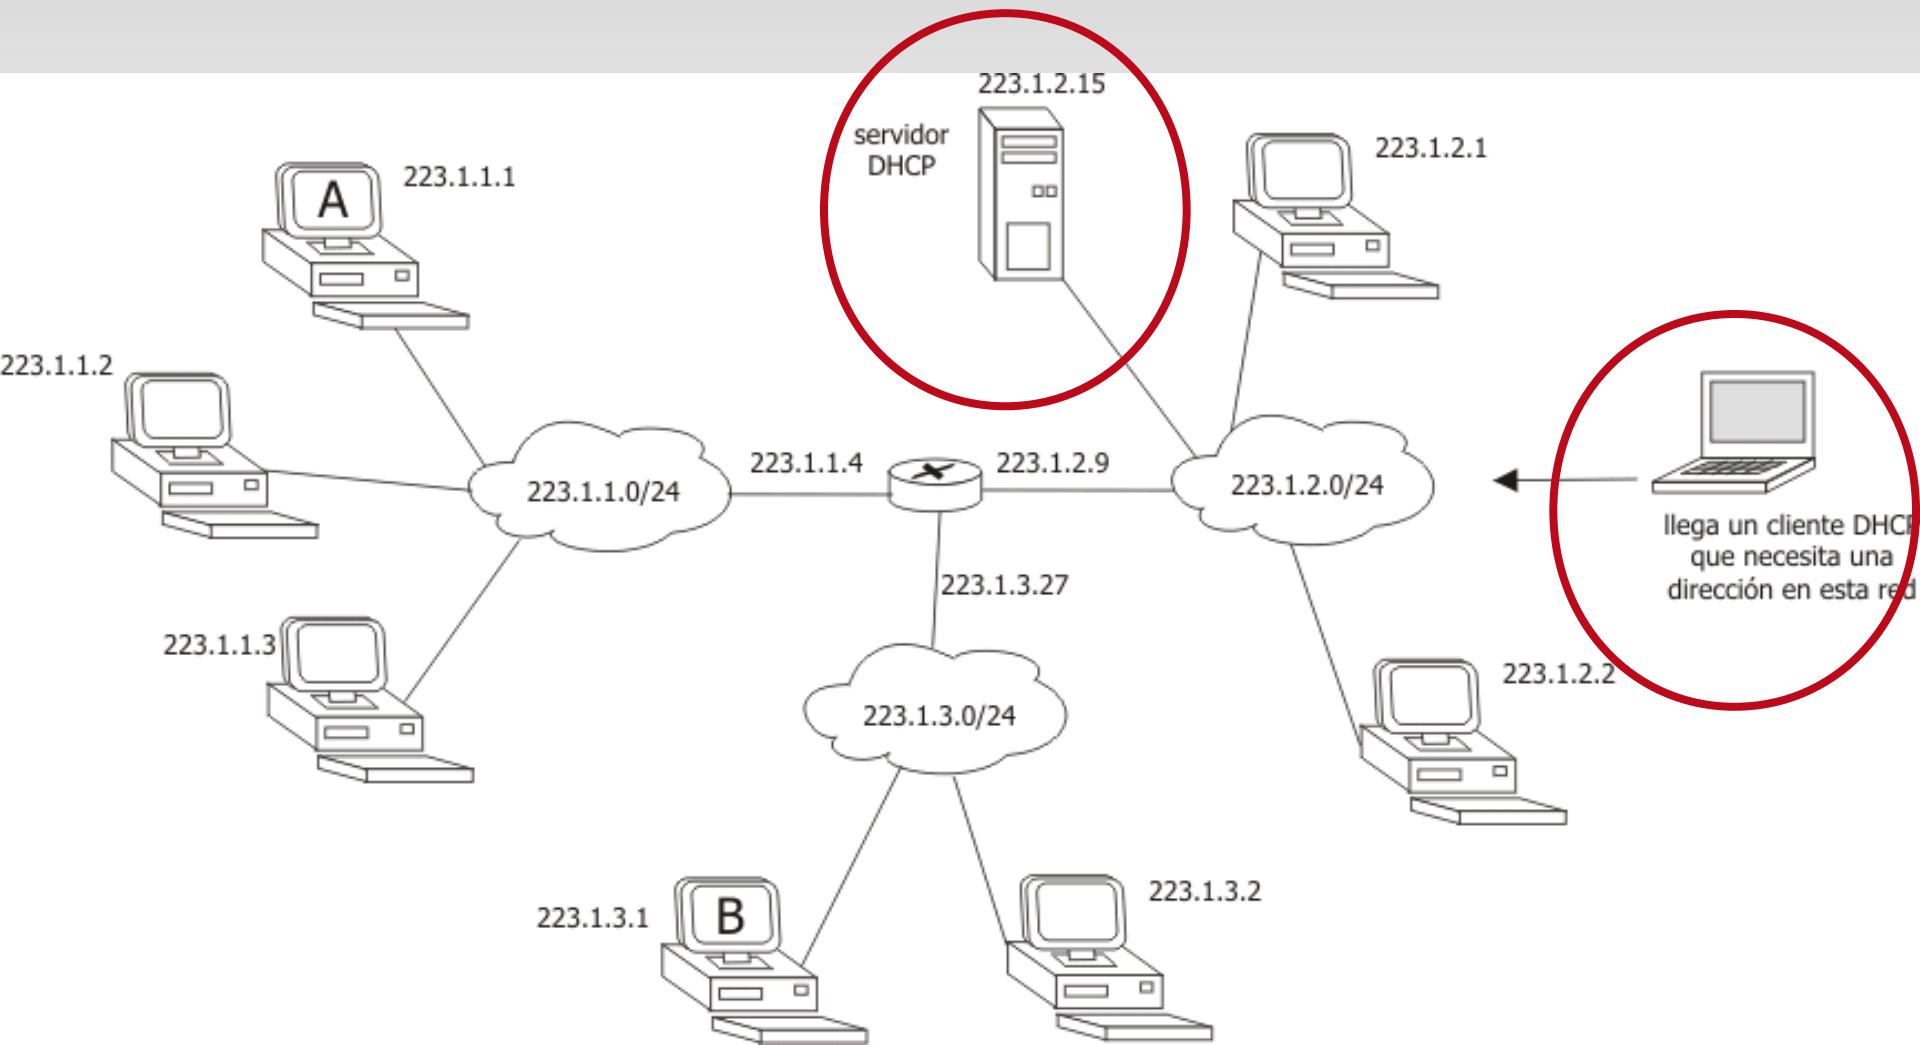 223.1.2.15
servidor
DHCP
223.1.2.1
A
223.1.1.1
223.1.1.2
223.1.1.4
223.1.2.9
223.1.1.0/24
223.1.2.0/24
llega un cliente DHCP
que necesita una
dirección en esta red
223.1.3.27
223.1.1.3
223.1.2.2
223.1.3.0/24
223.1.3.1
B
223.1.3.2